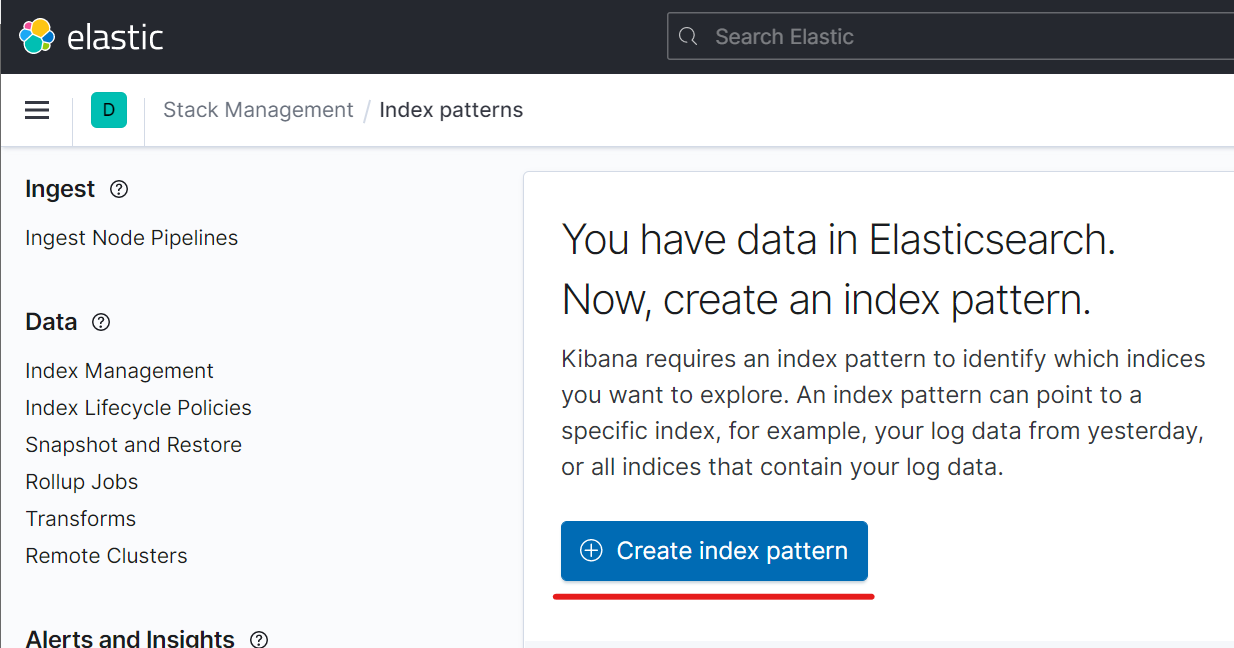 elastic
Search Elastic
D
Stack Management / Index patterns
Ingest ?
Ingest Node Pipelines
Data ?
Index Management
Index Lifecycle Policies
Snapshot and Restore
Rollup Jobs
Transforms
Remote Clusters
Alerts and Insights ?
You have data in Elasticsearch.
Now, create an index pattern.
Kibana requires an index pattern to identify which indices
you want to explore. An index pattern can point to a
specific index, for example, your log data from yesterday,
or all indices that contain your log data.
Create index pattern